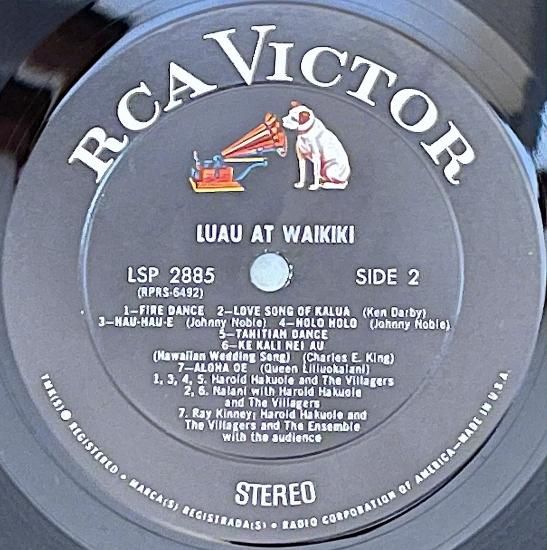 RCA VICTOR
LUAU AT WAIKIKI
LSP 2885
(RPRS-6492)
SIDE 2
1—FIRE DANCE 2—LOVE SONG OF KALUA (Ken Darby)
3—HAU-HAU-E (Johnny Noble) 4—HOLO HOLO (Johnny Noble)
5—TAHITIAN DANCE
6—KE KALI NEI AU
(Hawaiian Wedding Song) (Charles E. King)
7—ALOHA OE (Queen Liliuokalani)
1, 3, 4, 5. Harold Hakuole and The Villagers
2, 6. Nalani with Harold Hakuole
and The Villagers
7. Ray Kinney; Harold Hakuole and
The Villagers and The Ensemble
with the audience
STEREO
TMK(S) ® REGISTERED • MARCA(S) REGISTRADA(S) • RADIO CORPORATION OF AMERICA—MADE IN U.S.A.